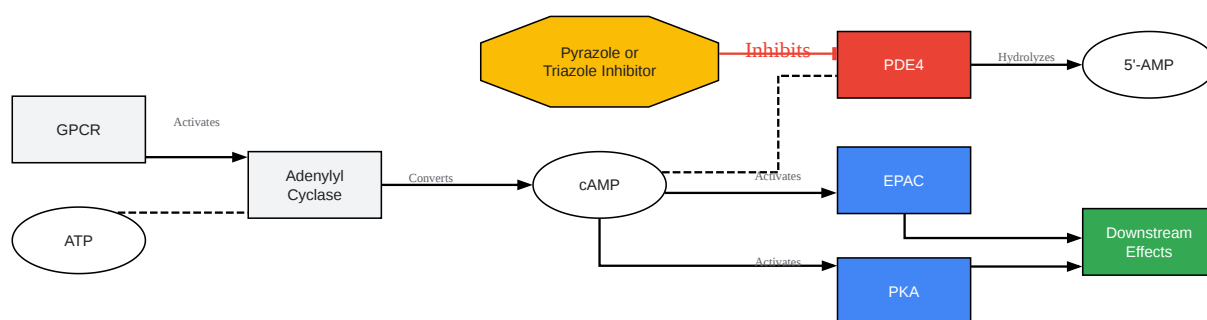 Pyrazole or
Triazole Inhibitor
Inhibits
PDE4
Hydrolyzes
5'-AMP
GPCR
Activates
Adenylyl
Cyclase
Converts
cAMP
Activates
EPAC
ATP
Downstream
Effects
Activates
PKA